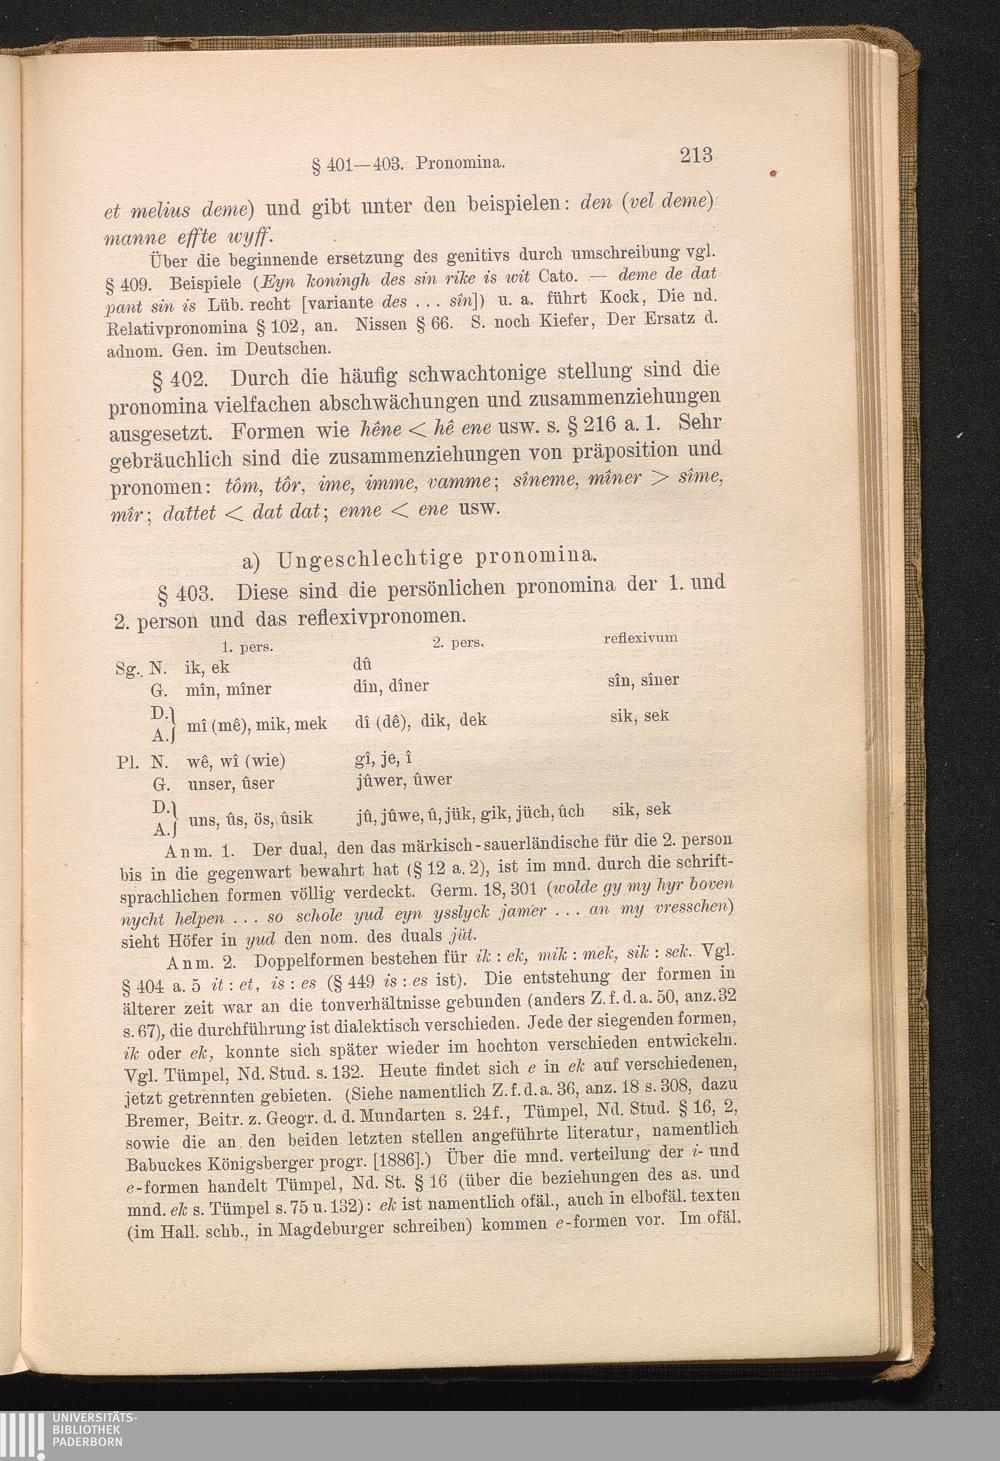 § 401—403. Pronomina. 213
et melius deme) und gibt unter den beispielen: den (vel deme)
manne effte wyff.
Über die beginnende ersetzung des genitivs durch umschreibung vgl.
§ 409. Beispiele (Eyn koningh des sin rike is wit Cato. — deme de dat
pant sin is Lüb. recht [variante des . . . sîn]) u. a. führt Kock, Die nd.
Relativpronomina § 102, an. Nissen § 66. S. noch Kiefer, Der Ersatz d.
adnom. Gen. im Deutschen.
§ 402. Durch die häufig schwachtonige stellung sind die
pronomina vielfachen abschwächungen und zusammenziehungen
ausgesetzt. Formen wie hêne < hê ene usw. s. § 216 a. 1. Sehr
gebräuchlich sind die zusammenziehungen von präposition und
pronomen: tôm, tôr, ime, imme, vamme; sîneme, mîner > sîme,
mîr; dattet < dat dat; enne < ene usw.
a) Ungeschlechtige pronomina.
§ 403. Diese sind die persönlichen pronomina der 1. und
2. person und das reflexivpronomen.
1. pers. 2. pers. reflexivum
Sg. N. ik, ek dû
G. mîn, mîner dîn, dîner sîn, sîner
D.} A.} mî (mê), mik, mek dî (dê), dik, dek sik, sek
Pl. N. wê, wî (wie) gî, je, î
G. unser, ûser jûwer, ûwer
D.} A.} uns, ûs, ös, ûsik jû, jûwe, û, jük, gik, jüch, ûch sik, sek
Anm. 1. Der dual, den das märkisch-sauerländische für die 2. person
bis in die gegenwart bewahrt hat (§ 12 a. 2), ist im mnd. durch die schrift-
sprachlichen formen völlig verdeckt. Germ. 18, 301 (wolde gy my hyr boven
nycht helpen . . . so schole yud eyn ysslyck jamer . . . an my vresschen)
sieht Höfer in yud den nom. des duals jüt.
Anm. 2. Doppelformen bestehen für ik : ek, mik : mek, sik : sek. Vgl.
§ 404 a. 5 it : et, is : es (§ 449 is : es ist). Die entstehung der formen in
älterer zeit war an die tonverhältnisse gebunden (anders Z. f. d. a. 50, anz. 32
s. 67), die durchführung ist dialektisch verschieden. Jede der siegenden formen,
ik oder ek, konnte sich später wieder im hochton verschieden entwickeln.
Vgl. Tümpel, Nd. Stud. s. 132. Heute findet sich e in ek auf verschiedenen,
jetzt getrennten gebieten. (Siehe namentlich Z. f. d. a. 36, anz. 18 s. 308, dazu
Bremer, Beitr. z. Geogr. d. d. Mundarten s. 24f., Tümpel, Nd. Stud. § 16, 2,
sowie die an den beiden letzten stellen angeführte literatur, namentlich
Babuckes Königsberger progr. [1886].) Über die mnd. verteilung der i- und
e-formen handelt Tümpel, Nd. St. § 16 (über die beziehungen des as. und
mnd. ek s. Tümpel s. 75 u. 132): ek ist namentlich ofäl., auch in elbofäl. texten
(im Hall. schb., in Magdeburger schreiben) kommen e-formen vor. Im ofäl.
UNIVERSITÄTS-
BIBLIOTHEK
PADERBORN